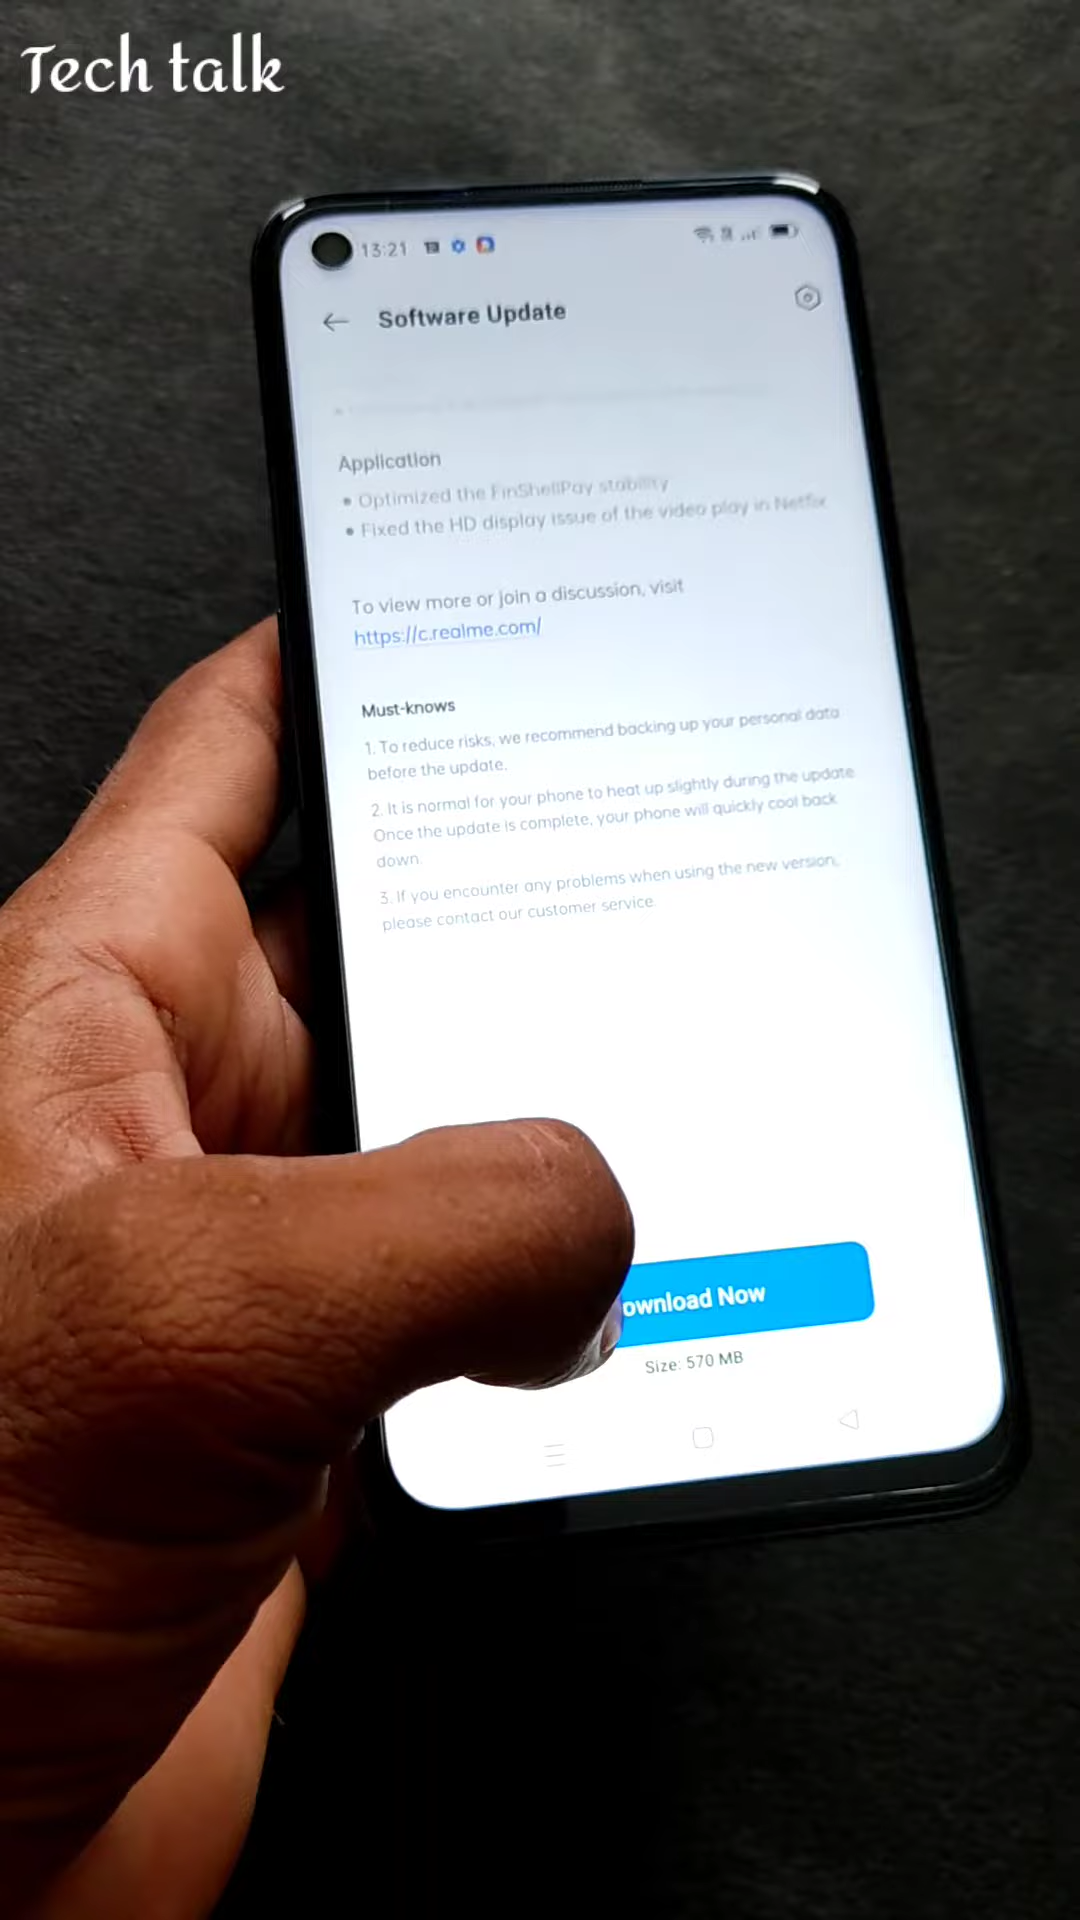 Tech talk
13:21
Software Update
Application
• Optimized the FinShellPay stability
• Fixed the HD display issue of the video play in Netflix
To view more or join a discussion, visit
https://c.realme.com/
Must-knows
1. To reduce risks, we recommend backing up your personal data
before the update.
2. It is normal for your phone to heat up slightly during the update
Once the update is complete, your phone will quickly cool back
down.
3. If you encounter any problems when using the new version,
please contact our customer service.
ownload Now
Size: 570 MB